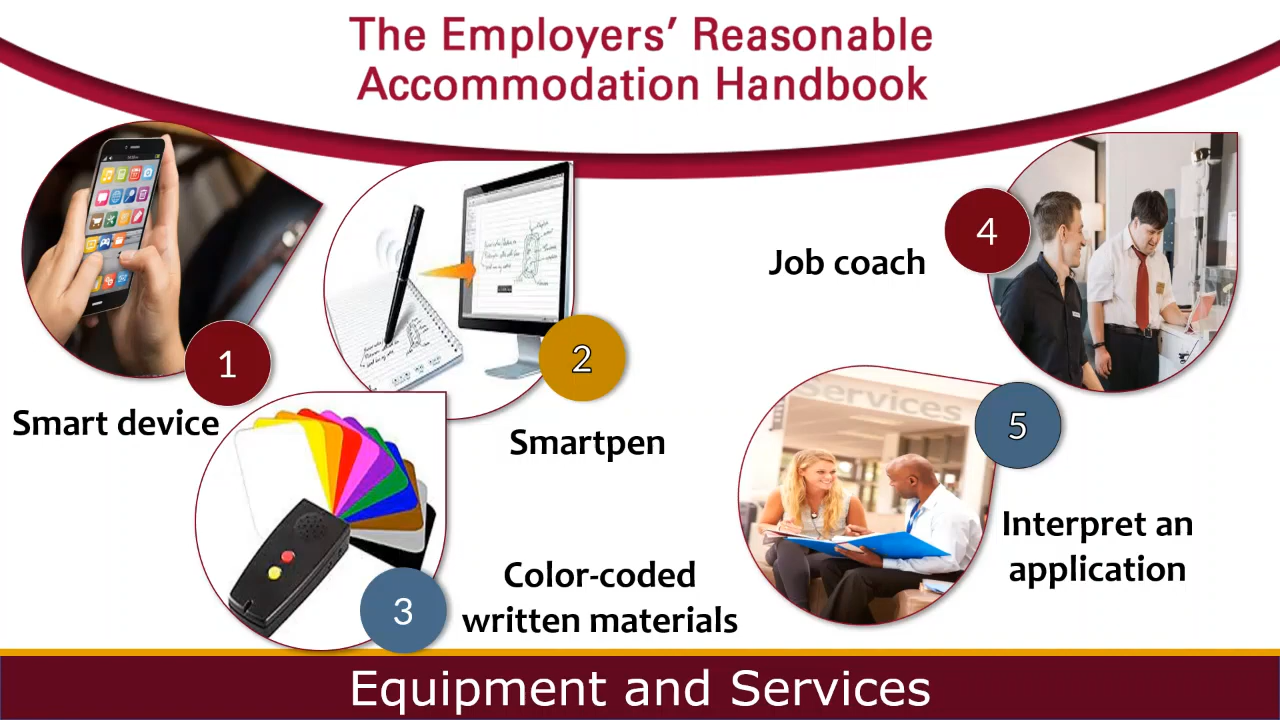 The Employers’ Reasonable
Accommodation Handbook
1
Smart device
2
Smartpen
3
Color-coded
written materials
4
Job coach
Services
5
Interpret an
application
Equipment and Services